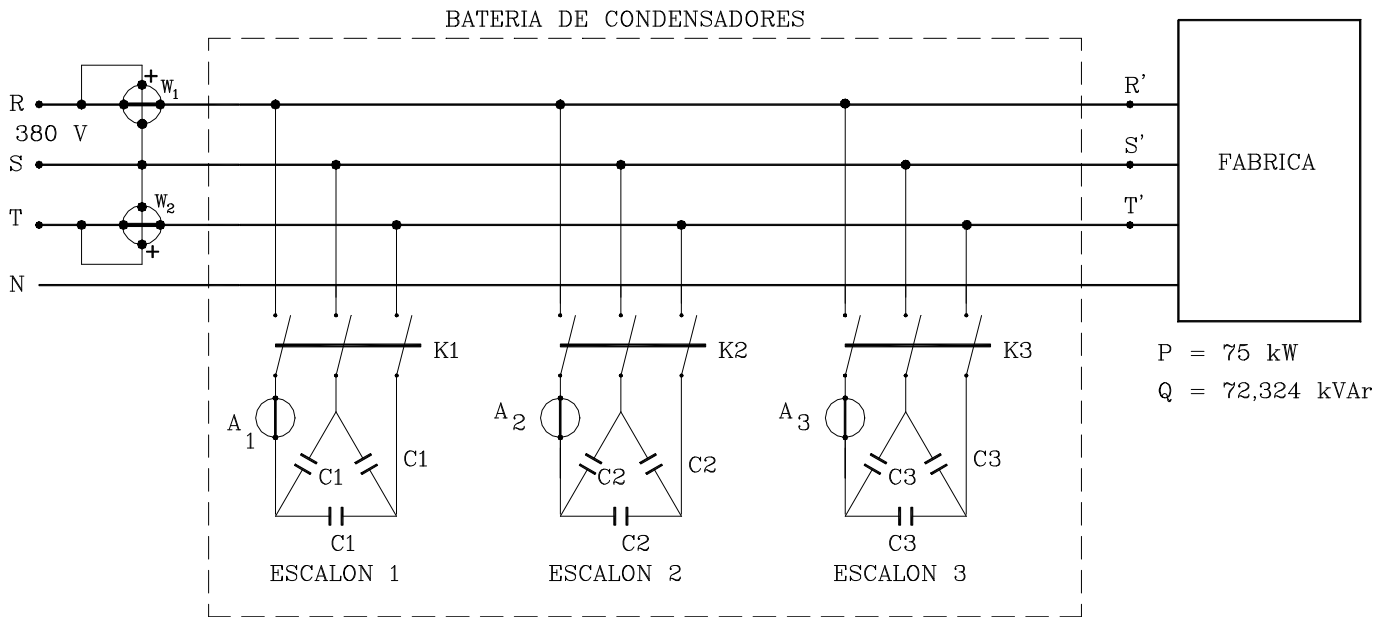 BATERIA DE CONDENSADORES
+
W1
R
R'
380 V
S
S'
FABRICA
W2
T
T'
+
N
K1
K2
K3
P = 75 kW
Q = 72,324 kVAr
A1
A2
A3
C1
C1
C2
C2
C3
C3
C1
C2
C3
ESCALON 1
ESCALON 2
ESCALON 3